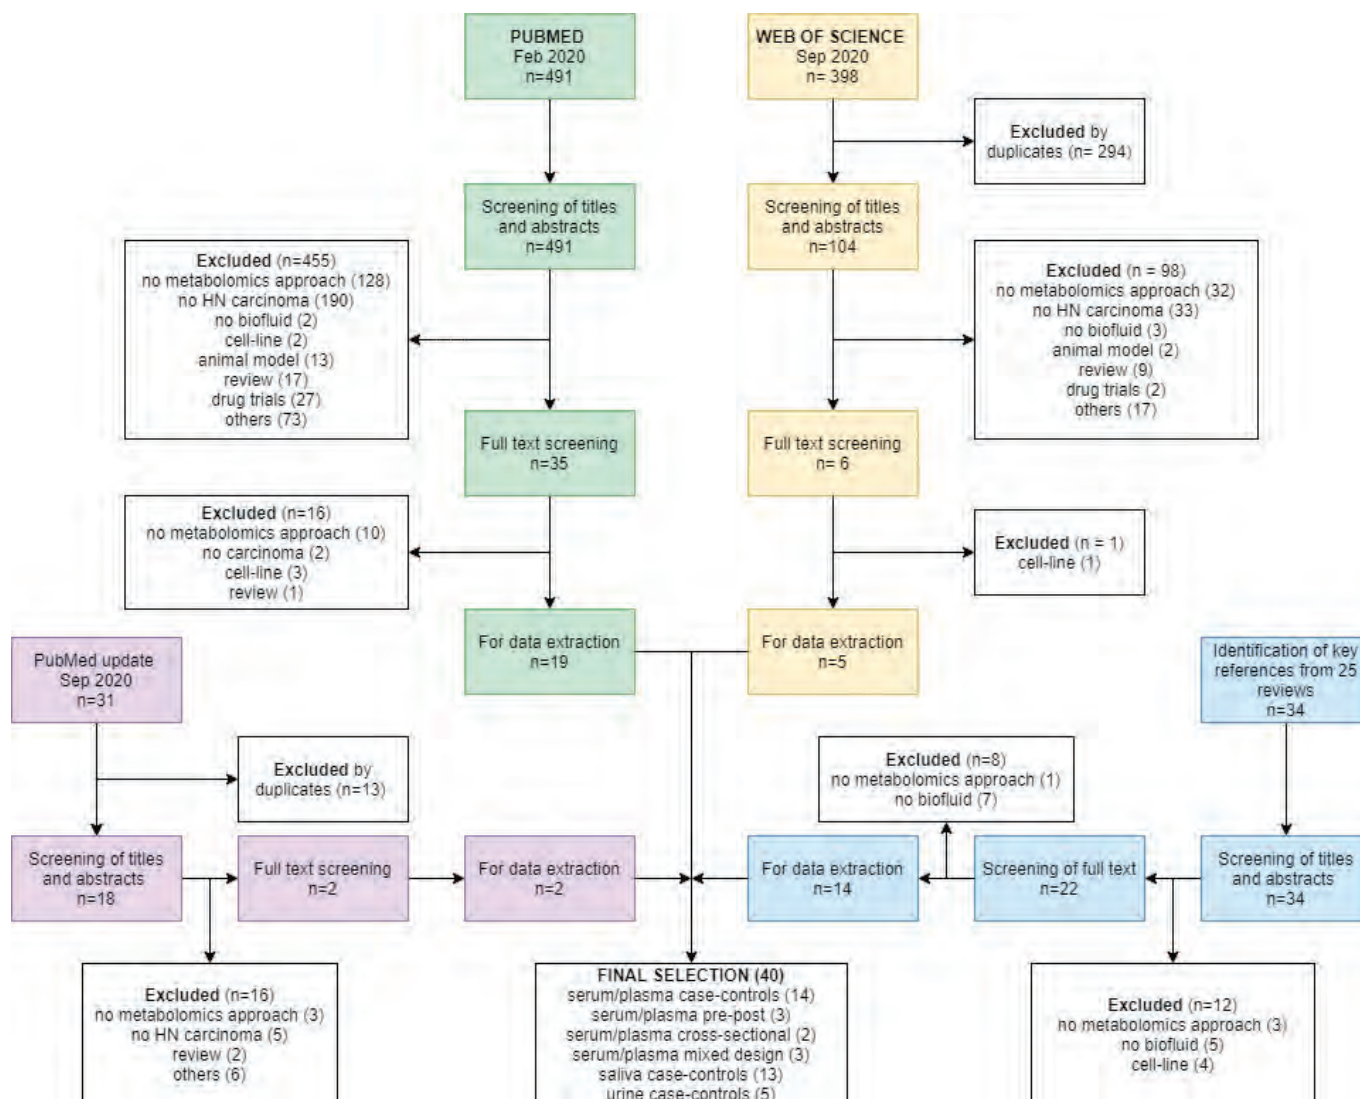 PUBMED
Feb 2020
n=491
WEB OF SCIENCE
Sep 2020
n= 398
Excluded by
duplicates (n= 294)
Screening of titles
and abstracts
n=491
Screening of titles
and abstracts
n=104
Excluded (n=455)
no metabolomics approach (128)
no HN carcinoma (190)
no biofluid (2)
cell-line (2)
animal model (13)
review (17)
drug trials (27)
others (73)
Excluded (n = 98)
no metabolomics approach (32)
no HN carcinoma (33)
no biofluid (3)
animal model (2)
review (9)
drug trials (2)
others (17)
Full text screening
n=35
Full text screening
n= 6
Excluded (n=16)
no metabolomics approach (10)
no carcinoma (2)
cell-line (3)
review (1)
Excluded (n = 1)
cell-line (1)
For data extraction
n=19
For data extraction
n=5
PubMed update
Sep 2020
n=31
Identification of key
references from 25
reviews
n=34
Excluded by
duplicates (n=13)
Excluded (n=8)
no metabolomics approach (1)
no biofluid (7)
Screening of titles
and abstracts
n=18
Full text screening
n=2
For data extraction
n=2
For data extraction
n=14
Screening of full text
n=22
Screening of titles
and abstracts
n=34
Excluded (n=16)
no metabolomics approach (3)
no HN carcinoma (5)
review (2)
others (6)
FINAL SELECTION (40)
serum/plasma case-controls (14)
serum/plasma pre-post (3)
serum/plasma cross-sectional (2)
serum/plasma mixed design (3)
saliva case-controls (13)
urine case-controls (5)
Excluded (n=12)
no metabolomics approach (3)
no biofluid (5)
cell-line (4)